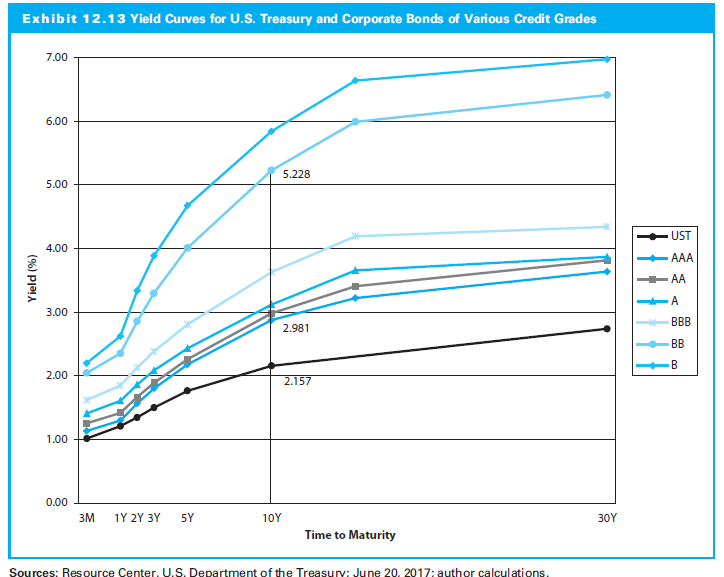 Exhibit 12.13 Yield Curves for U.S. Treasury and Corporate Bonds of Various Credit Grades
7.00
6.00
5.00
4.00
3.00
2.00
1.00
0.00
Yield (%)
5.228
2.981
2.157
3M 1Y 2Y 3Y 5Y 10Y 30Y
Time to Maturity
UST
AAA
AA
A
BBB
BB
B
Sources: Resource Center, U.S. Department of the Treasury; June 20, 2017; author calculations.